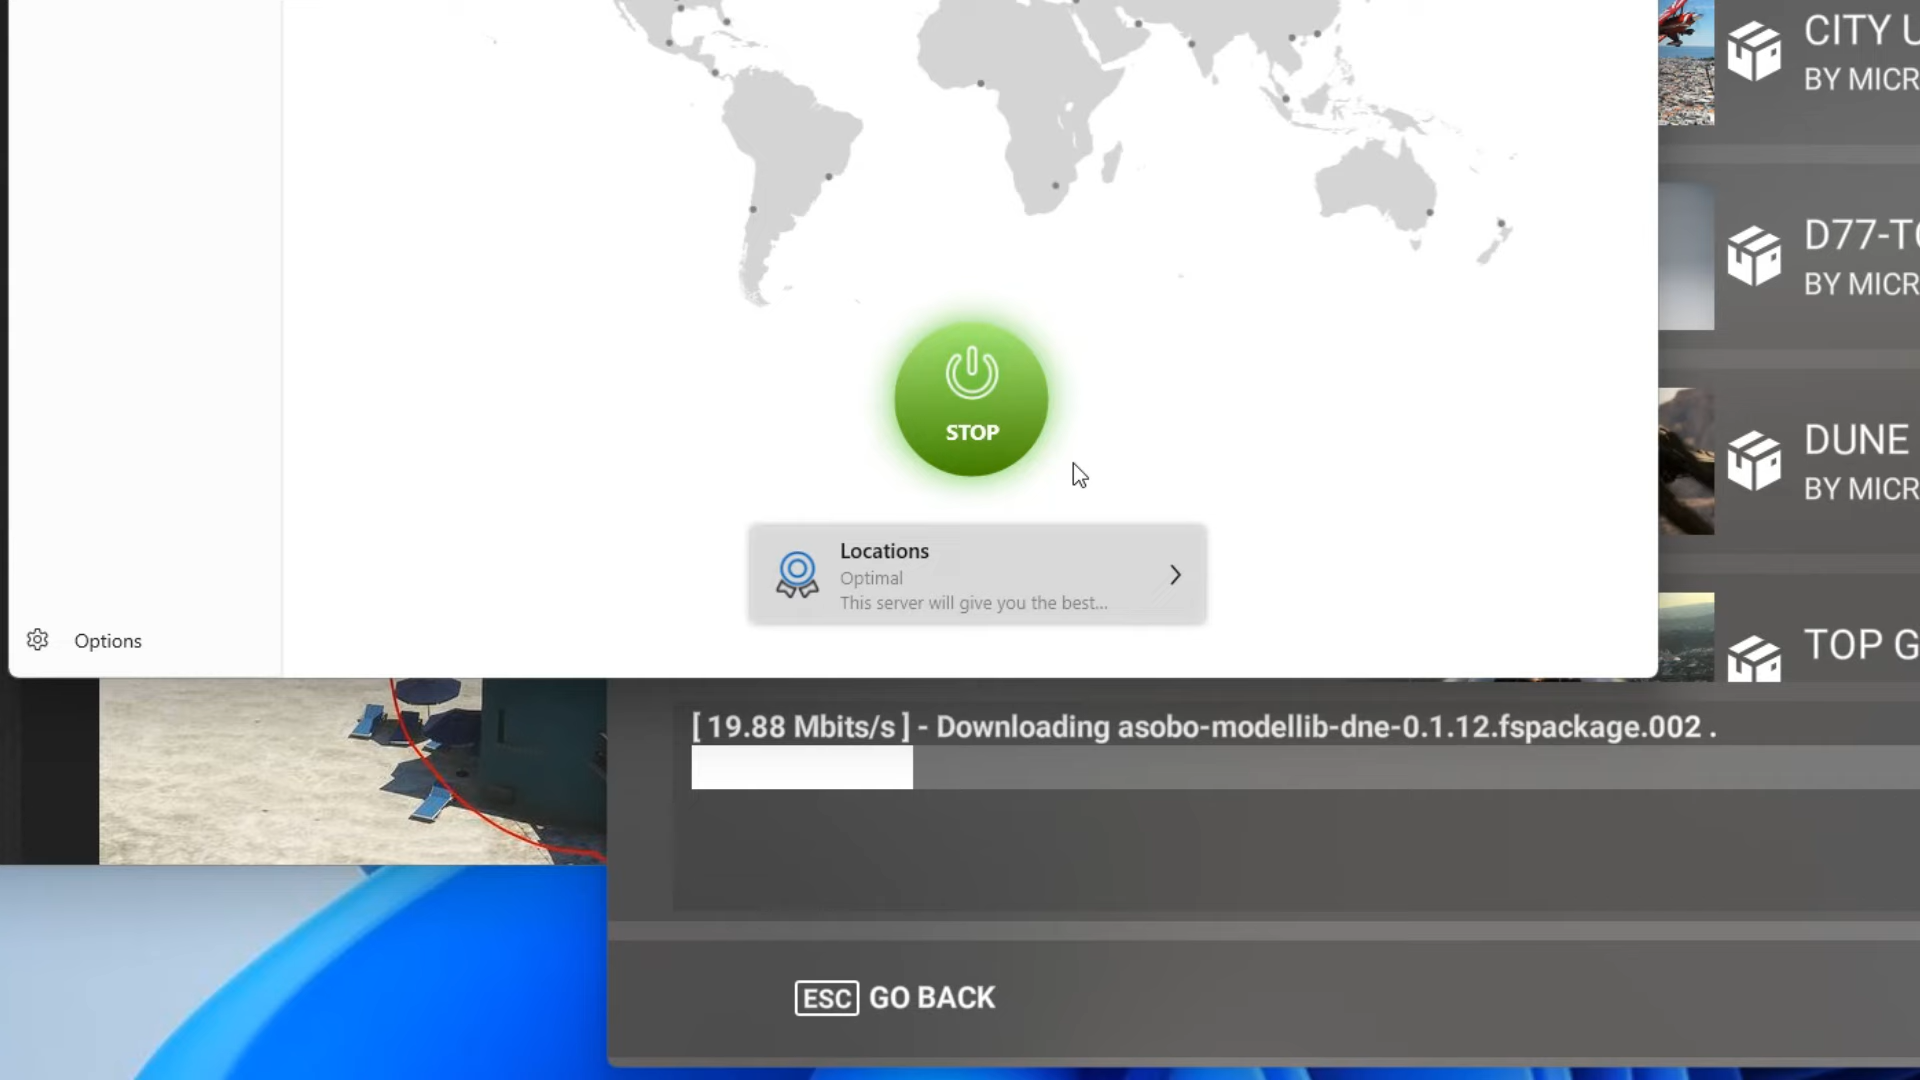 CITY U
BY MICR
D77-TO
BY MICR
DUNE
BY MICR
TOP G
STOP
Locations
Optimal
This server will give you the best...
Options
[ 19.88 Mbits/s ] - Downloading asobo-modellib-dne-0.1.12.fspackage.002 .
ESC GO BACK